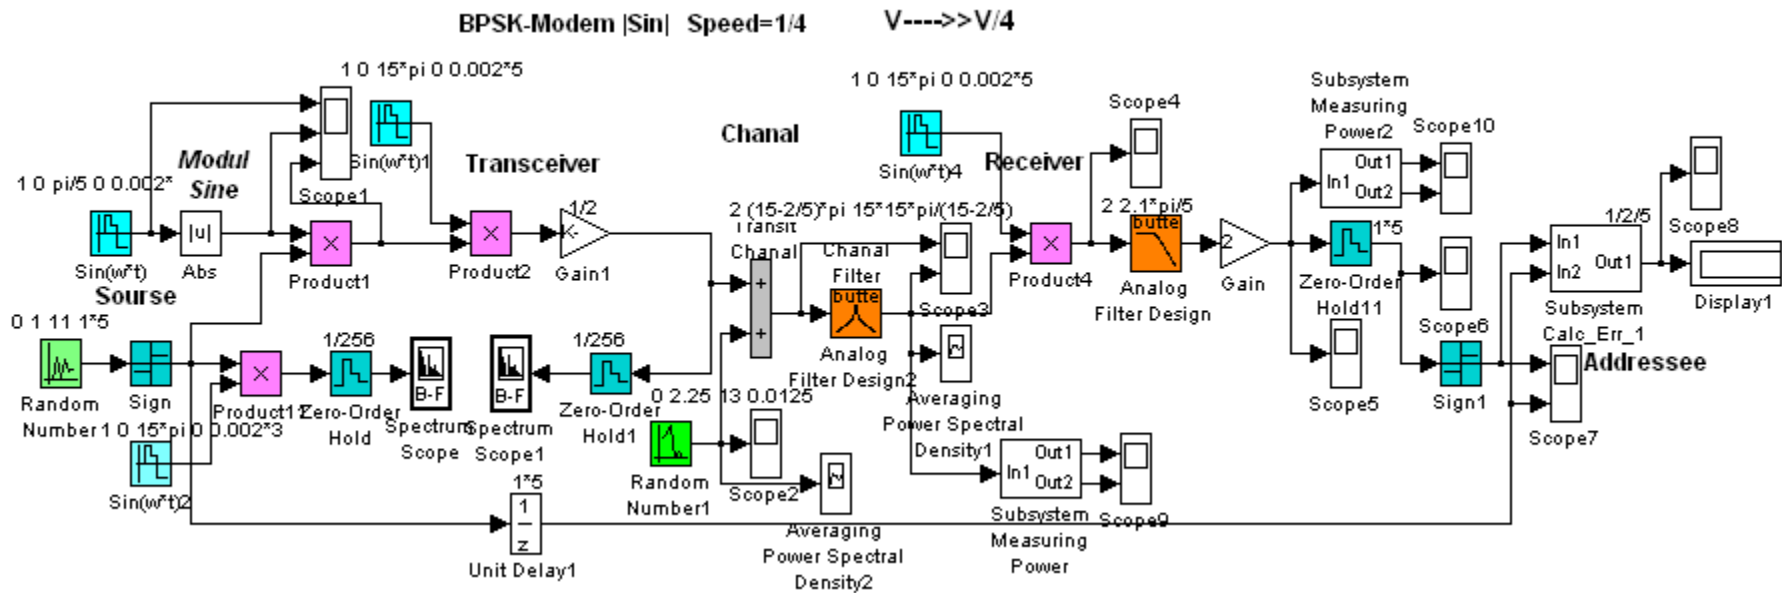 BPSK-Modem |Sin| Speed=1/4 V---->>V/4
1 0 15*pi 0 0.002*5
1 0 15*pi 0 0.002*5
Subsystem
Measuring
Power2
Scope4
Scope10
Chanal
Modul
Sine
Sin(w*t)1
Transceiver
Sin(w*t)4
Receiver
Out1
In1
Out2
1 0 pi/5 0 0.002*
Scope1
1/2
2 (15-2/5)*pi 15*15*pi/(15-2/5)
2 2.1*pi/5
1*5
1/2/5
Scope8
|u|
K-
Transit
Chanal
Chanal
Filter
butte
2
In1
In2
Out1
Sin(w*t)
Abs
Product1
Product2
Gain1
Product4
Analog
Filter Design
Gain
Zero-Order
Hold11
Subsystem
Calc_Err_1
Display1
Sourse
butte
Scope3
Scope6
0 1 11 1*5
1/256
1/256
Analog
Filter Design2
Addressee
Random
Number
Sign
Product11
Zero-Order
Hold
B-F
Spectrum
Scope
B-F
Spectrum
Scope1
Zero-Order
Hold1
0 2.25 13 0.0125
Averaging
Power Spectral
Density1
Scope5
Sign1
Scope7
1 0 15*pi 0 0.002*3
Sin(w*t)2
Random
Number1
Scope2
Out1
In1
Out2
Scope9
Subsystem
Measuring
Power
1*5
1
z
Unit Delay1
Averaging
Power Spectral
Density2